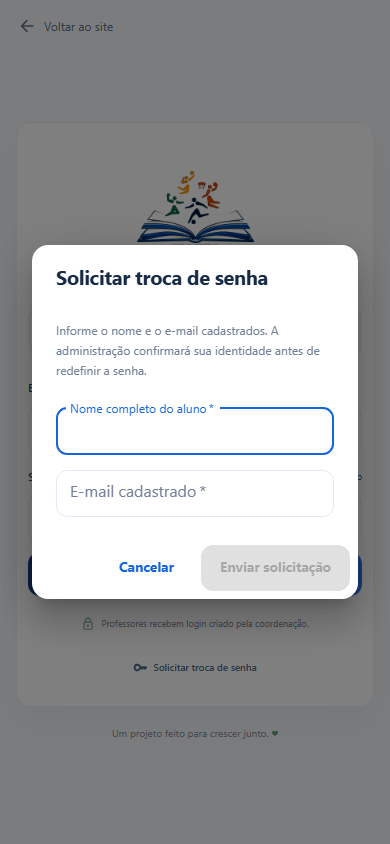 Voltar ao site
Solicitar troca de senha
Informe o nome e o e-mail cadastrados. A
administração confirmará sua identidade antes de
redefinir a senha.
Nome completo do aluno *
E-mail cadastrado *
Cancelar
Enviar solicitação
Professores recebem login criado pela coordenação.
Solicitar troca de senha
Um projeto feito para crescer junto. ♥